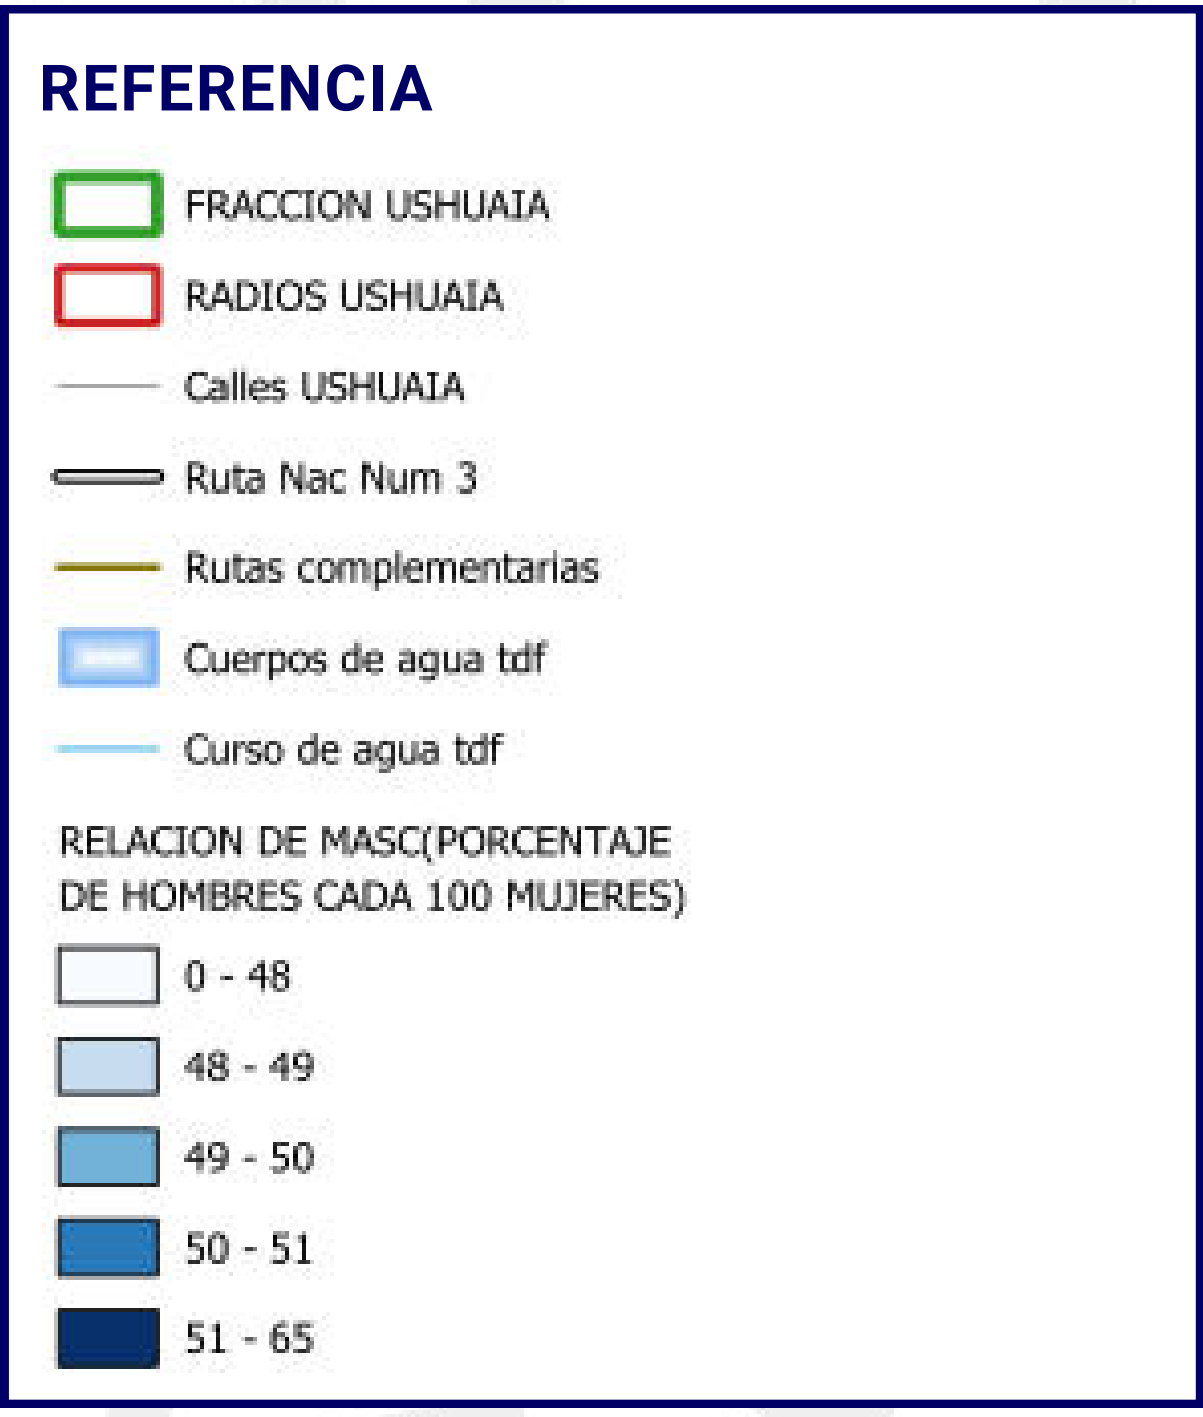 REFERENCIA
FRACCION USHUAIA
RADIOS USHUAIA
Calles USHUAIA
Ruta Nac Num 3
Rutas complementarias
Cuerpos de agua tdf
Curso de agua tdf
RELACION DE MASC(PORCENTAJE
DE HOMBRES CADA 100 MUJERES)
0 - 48
48 - 49
49 - 50
50 - 51
51 - 65